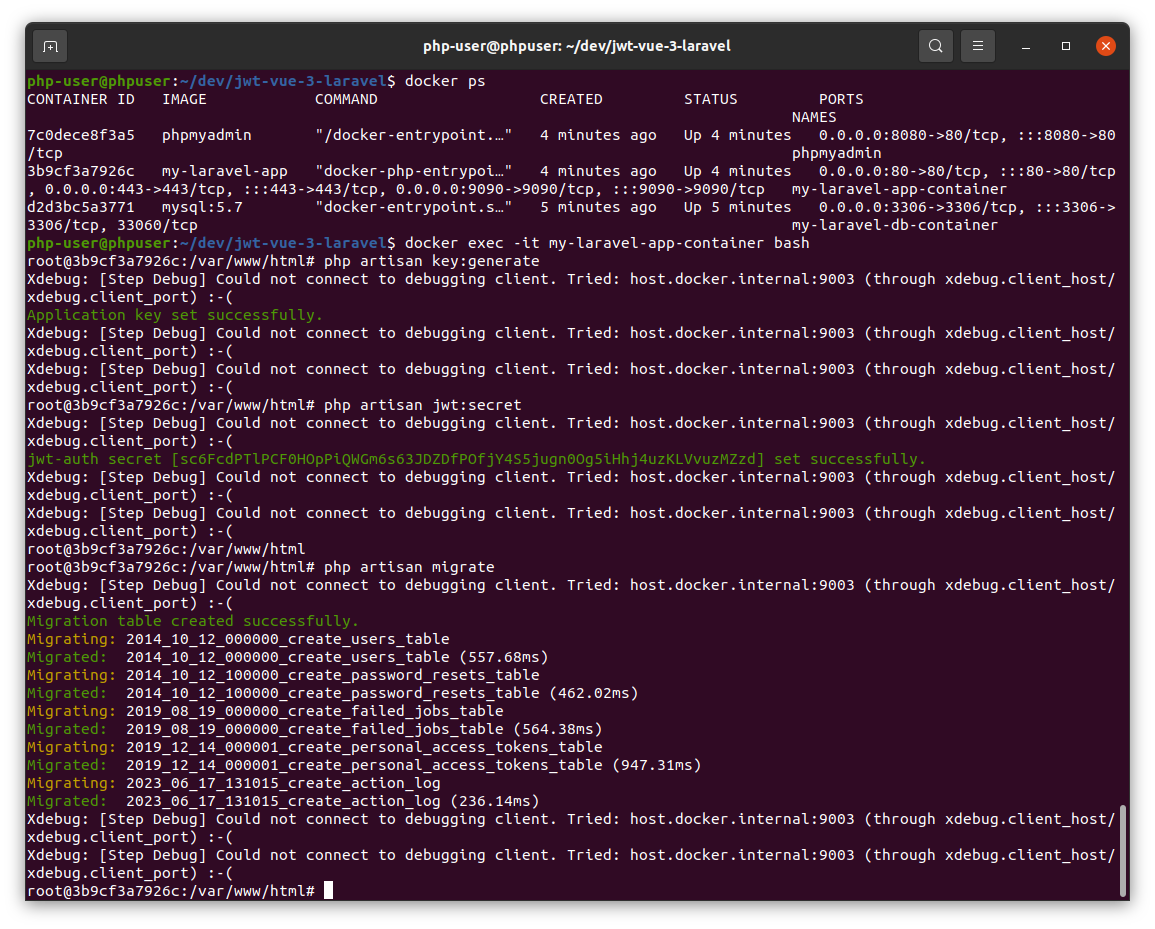 php-user@phpuser: ~/dev/jwt-vue-3-laravel
php-user@phpuser:~/dev/jwt-vue-3-laravel$ docker ps
CONTAINER ID   IMAGE            COMMAND                  CREATED         STATUS         PORTS
NAMES
7c0dece8f3a5   phpmyadmin       "/docker-entrypoint.…"   4 minutes ago   Up 4 minutes   0.0.0.0:8080->80/tcp, :::8080->80
/tcp phpmyadmin
3b9cf3a7926c   my-laravel-app   "docker-php-entrypoi…"   4 minutes ago   Up 4 minutes   0.0.0.0:80->80/tcp, :::80->80/tcp
, 0.0.0.0:443->443/tcp, :::443->443/tcp, 0.0.0.0:9090->9090/tcp, :::9090->9090/tcp   my-laravel-app-container
d2d3bc5a3771   mysql:5.7        "docker-entrypoint.s…"   5 minutes ago   Up 5 minutes   0.0.0.0:3306->3306/tcp, :::3306->
3306/tcp, 33060/tcp my-laravel-db-container
php-user@phpuser:~/dev/jwt-vue-3-laravel$ docker exec -it my-laravel-app-container bash
root@3b9cf3a7926c:/var/www/html# php artisan key:generate
Xdebug: [Step Debug] Could not connect to debugging client. Tried: host.docker.internal:9003 (through xdebug.client_host/
xdebug.client_port) :-(
Application key set successfully.
Xdebug: [Step Debug] Could not connect to debugging client. Tried: host.docker.internal:9003 (through xdebug.client_host/
xdebug.client_port) :-(
Xdebug: [Step Debug] Could not connect to debugging client. Tried: host.docker.internal:9003 (through xdebug.client_host/
xdebug.client_port) :-(
root@3b9cf3a7926c:/var/www/html# php artisan jwt:secret
Xdebug: [Step Debug] Could not connect to debugging client. Tried: host.docker.internal:9003 (through xdebug.client_host/
xdebug.client_port) :-(
jwt-auth secret [sc6FcdPTlPCF0HOpPiQWGm6s63JDZDfPOfjY4S5jugn0Og5iHhj4uzKLVvuzMZzd] set successfully.
Xdebug: [Step Debug] Could not connect to debugging client. Tried: host.docker.internal:9003 (through xdebug.client_host/
xdebug.client_port) :-(
Xdebug: [Step Debug] Could not connect to debugging client. Tried: host.docker.internal:9003 (through xdebug.client_host/
xdebug.client_port) :-(
root@3b9cf3a7926c:/var/www/html
root@3b9cf3a7926c:/var/www/html# php artisan migrate
Xdebug: [Step Debug] Could not connect to debugging client. Tried: host.docker.internal:9003 (through xdebug.client_host/
xdebug.client_port) :-(
Migration table created successfully.
Migrating: 2014_10_12_000000_create_users_table
Migrated:  2014_10_12_000000_create_users_table (557.68ms)
Migrating: 2014_10_12_100000_create_password_resets_table
Migrated:  2014_10_12_100000_create_password_resets_table (462.02ms)
Migrating: 2019_08_19_000000_create_failed_jobs_table
Migrated:  2019_08_19_000000_create_failed_jobs_table (564.38ms)
Migrating: 2019_12_14_000001_create_personal_access_tokens_table
Migrated:  2019_12_14_000001_create_personal_access_tokens_table (947.31ms)
Migrating: 2023_06_17_131015_create_action_log
Migrated:  2023_06_17_131015_create_action_log (236.14ms)
Xdebug: [Step Debug] Could not connect to debugging client. Tried: host.docker.internal:9003 (through xdebug.client_host/
xdebug.client_port) :-(
Xdebug: [Step Debug] Could not connect to debugging client. Tried: host.docker.internal:9003 (through xdebug.client_host/
xdebug.client_port) :-(
root@3b9cf3a7926c:/var/www/html#